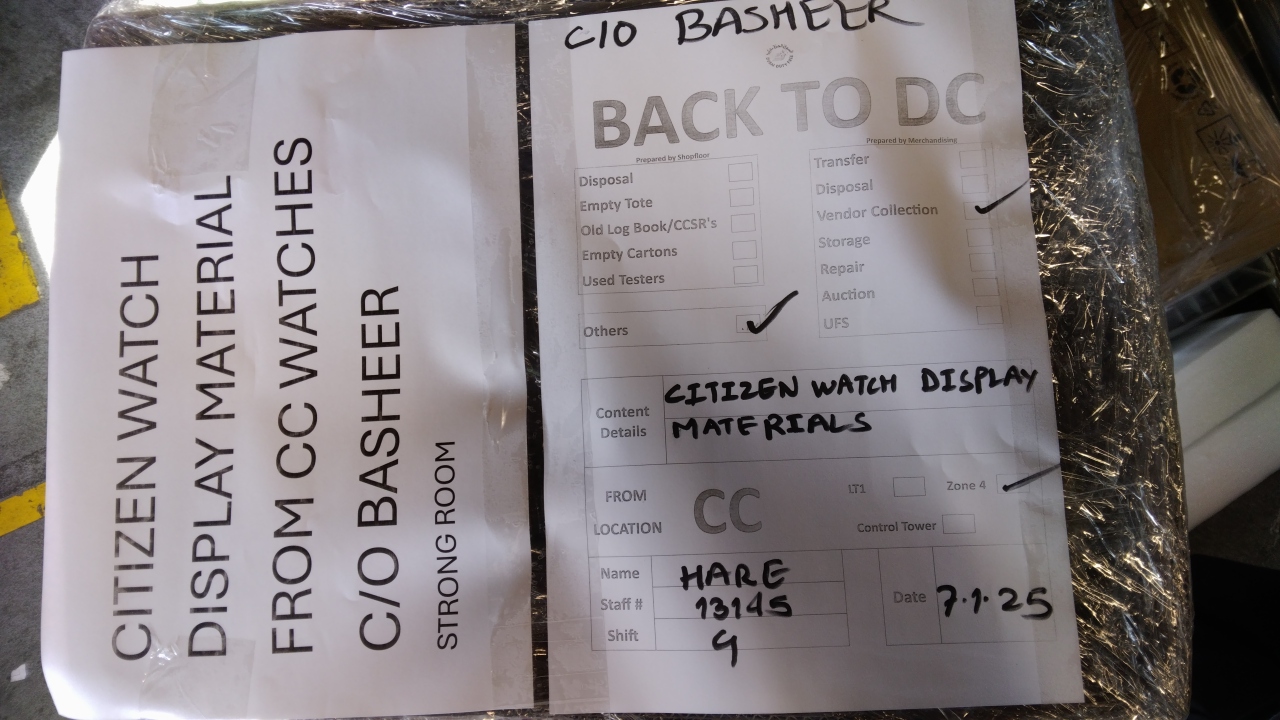 CITIZEN WATCH
DISPLAY MATERIAL
FROM CC WATCHES
C/O BASHEER
STRONG ROOM
C/O BASHEER
BACK TO DC
Prepared by Shopfloor
Disposal
Empty Tote
Old Log Book/CCSR's
Empty Cartons
Used Testers
Others
Prepared by Merchandising
Transfer
Disposal
Vendor Collection
Storage
Repair
Auction
UFS
Content Details
CITIZEN WATCH DISPLAY
MATERIALS
FROM LOCATION
CC
LT1
Zone 4
Control Tower
Name HARE
Staff # 13145
Shift 9
Date 7.1.25